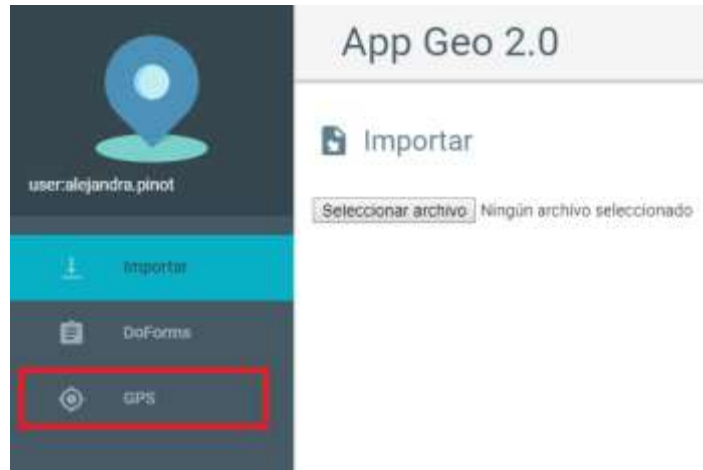 App Geo 2.0
Importar
user:alejandra.pinot
Seleccionar archivo Ningún archivo seleccionado
Importar
DoForms
GPS